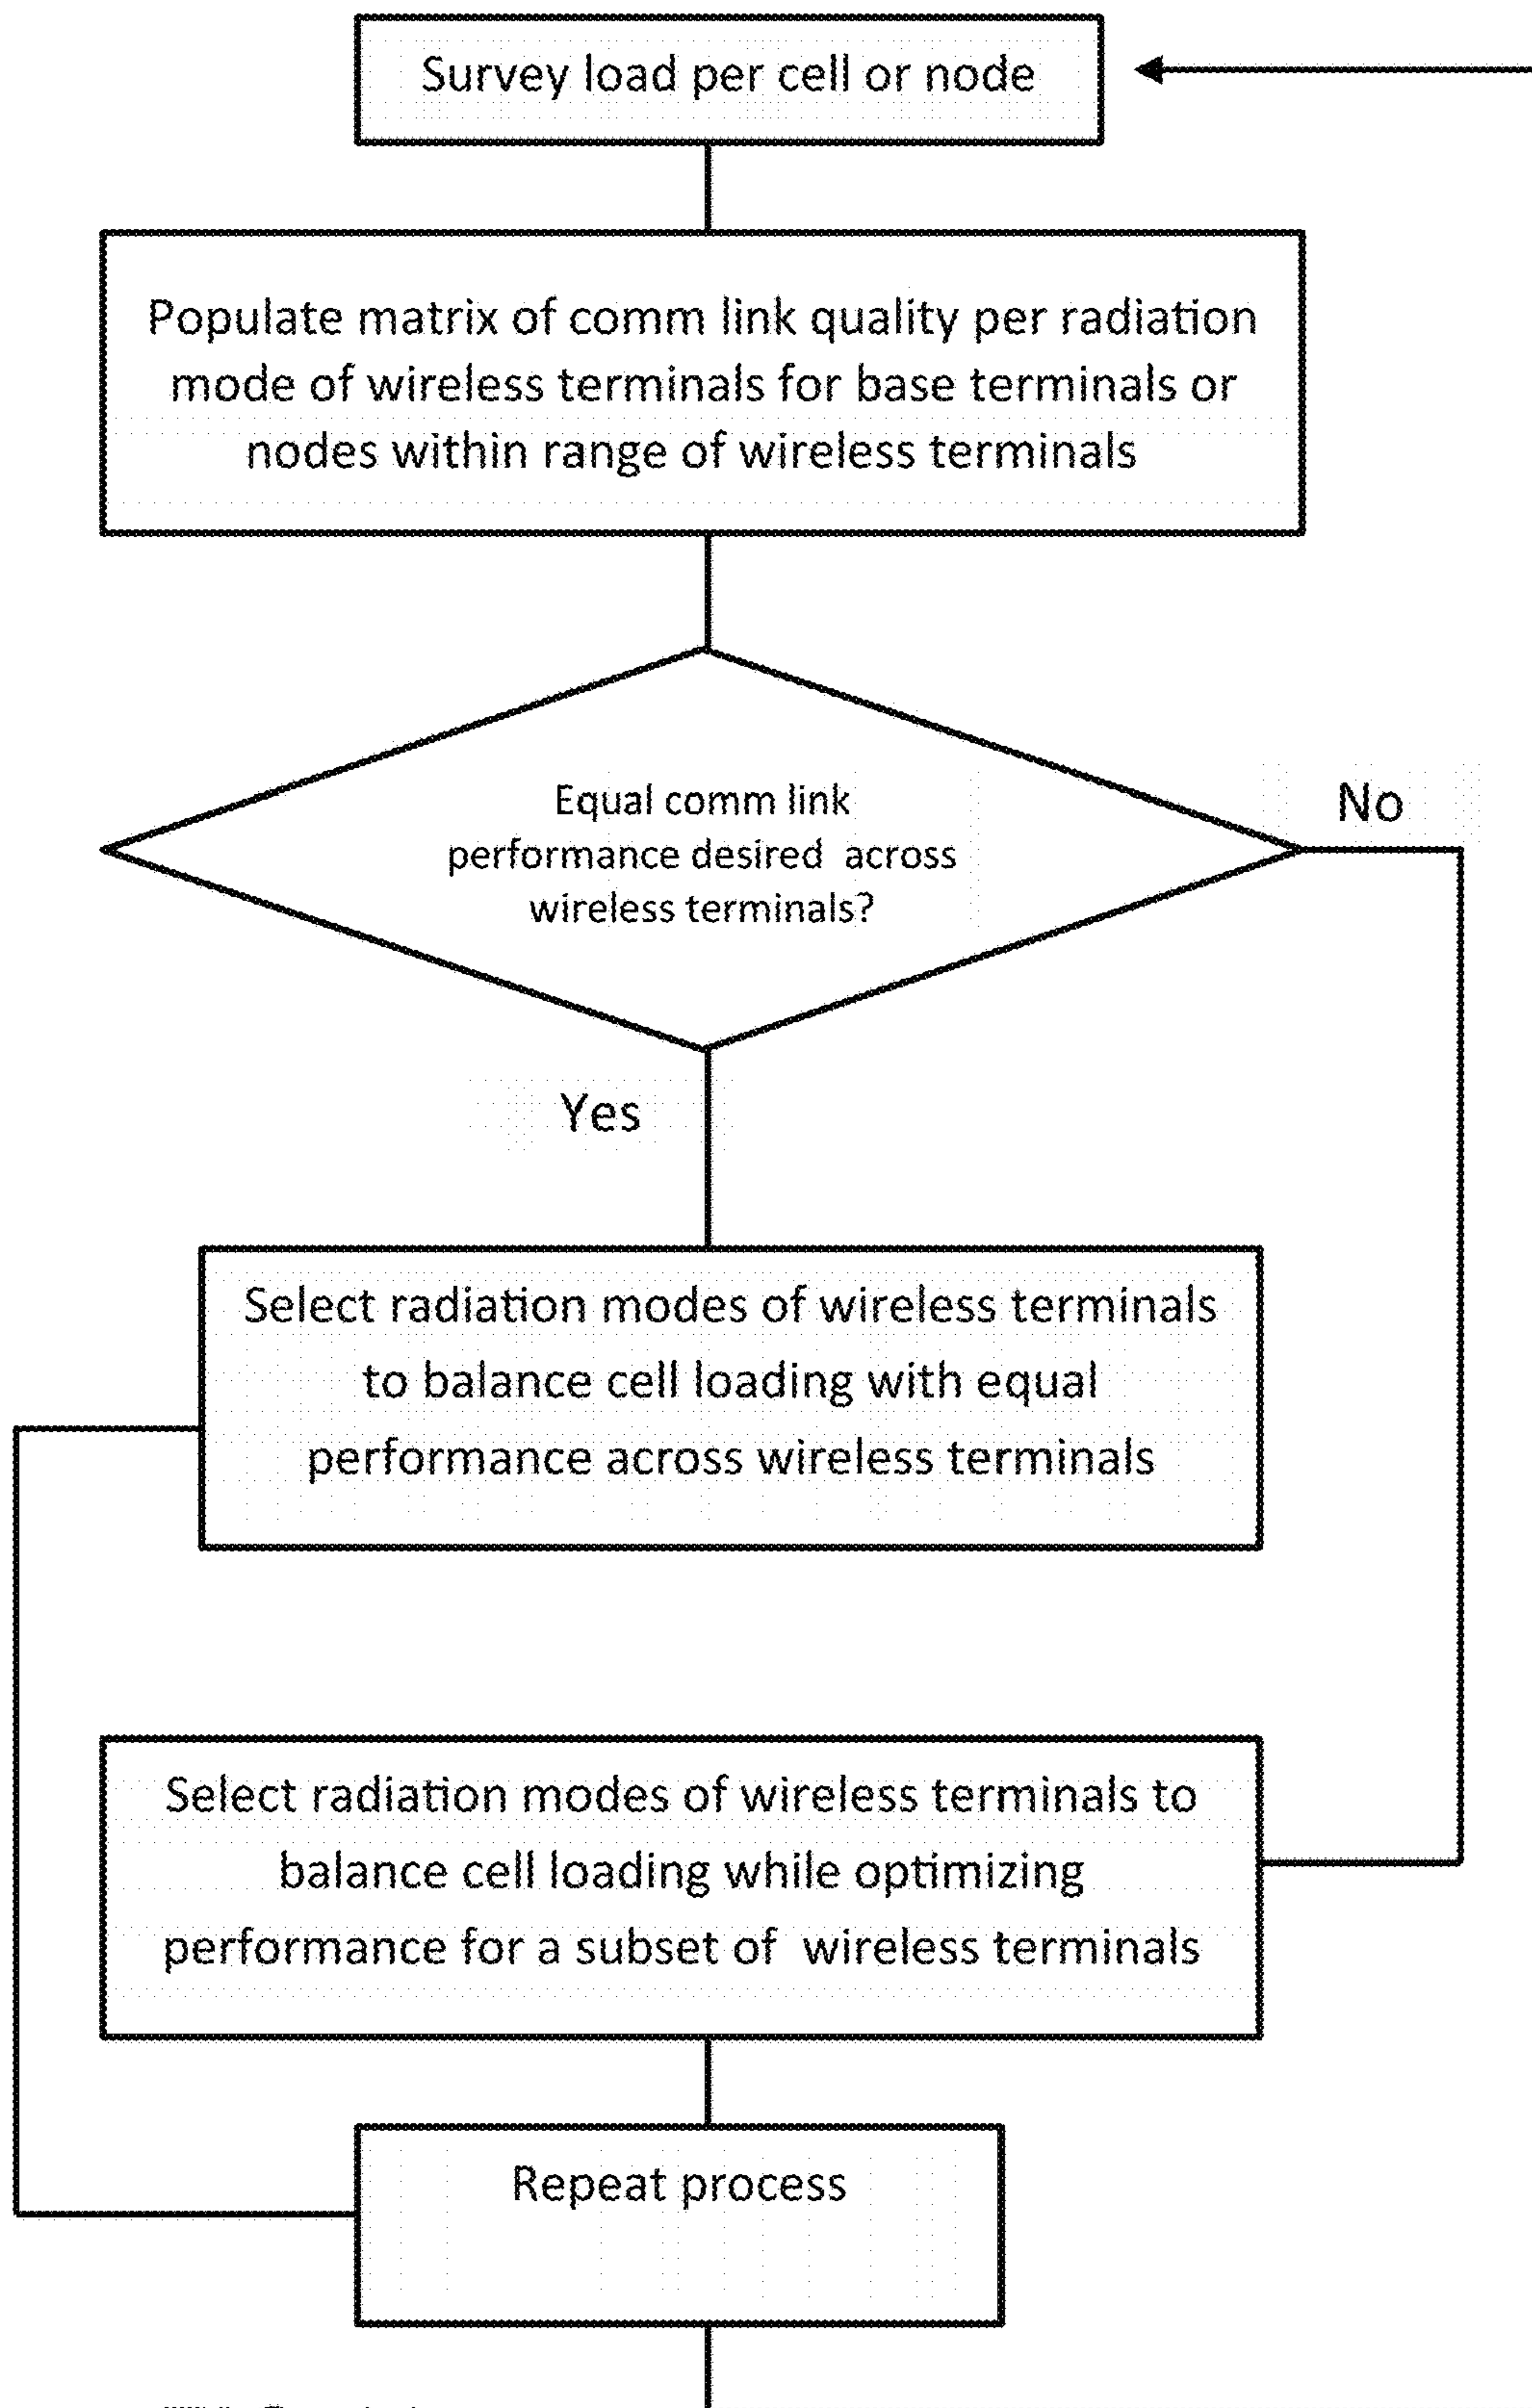 Survey load per cell or node
Populate matrix of comm link quality per radiation
mode of wireless terminals for base terminals or
nodes within range of wireless terminals
Equal comm link
performance desired across
wireless terminals?
No
Yes
Select radiation modes of wireless terminals
to balance cell loading with equal
performance across wireless terminals
Select radiation modes of wireless terminals to
balance cell loading while optimizing
performance for a subset of wireless terminals
Repeat process